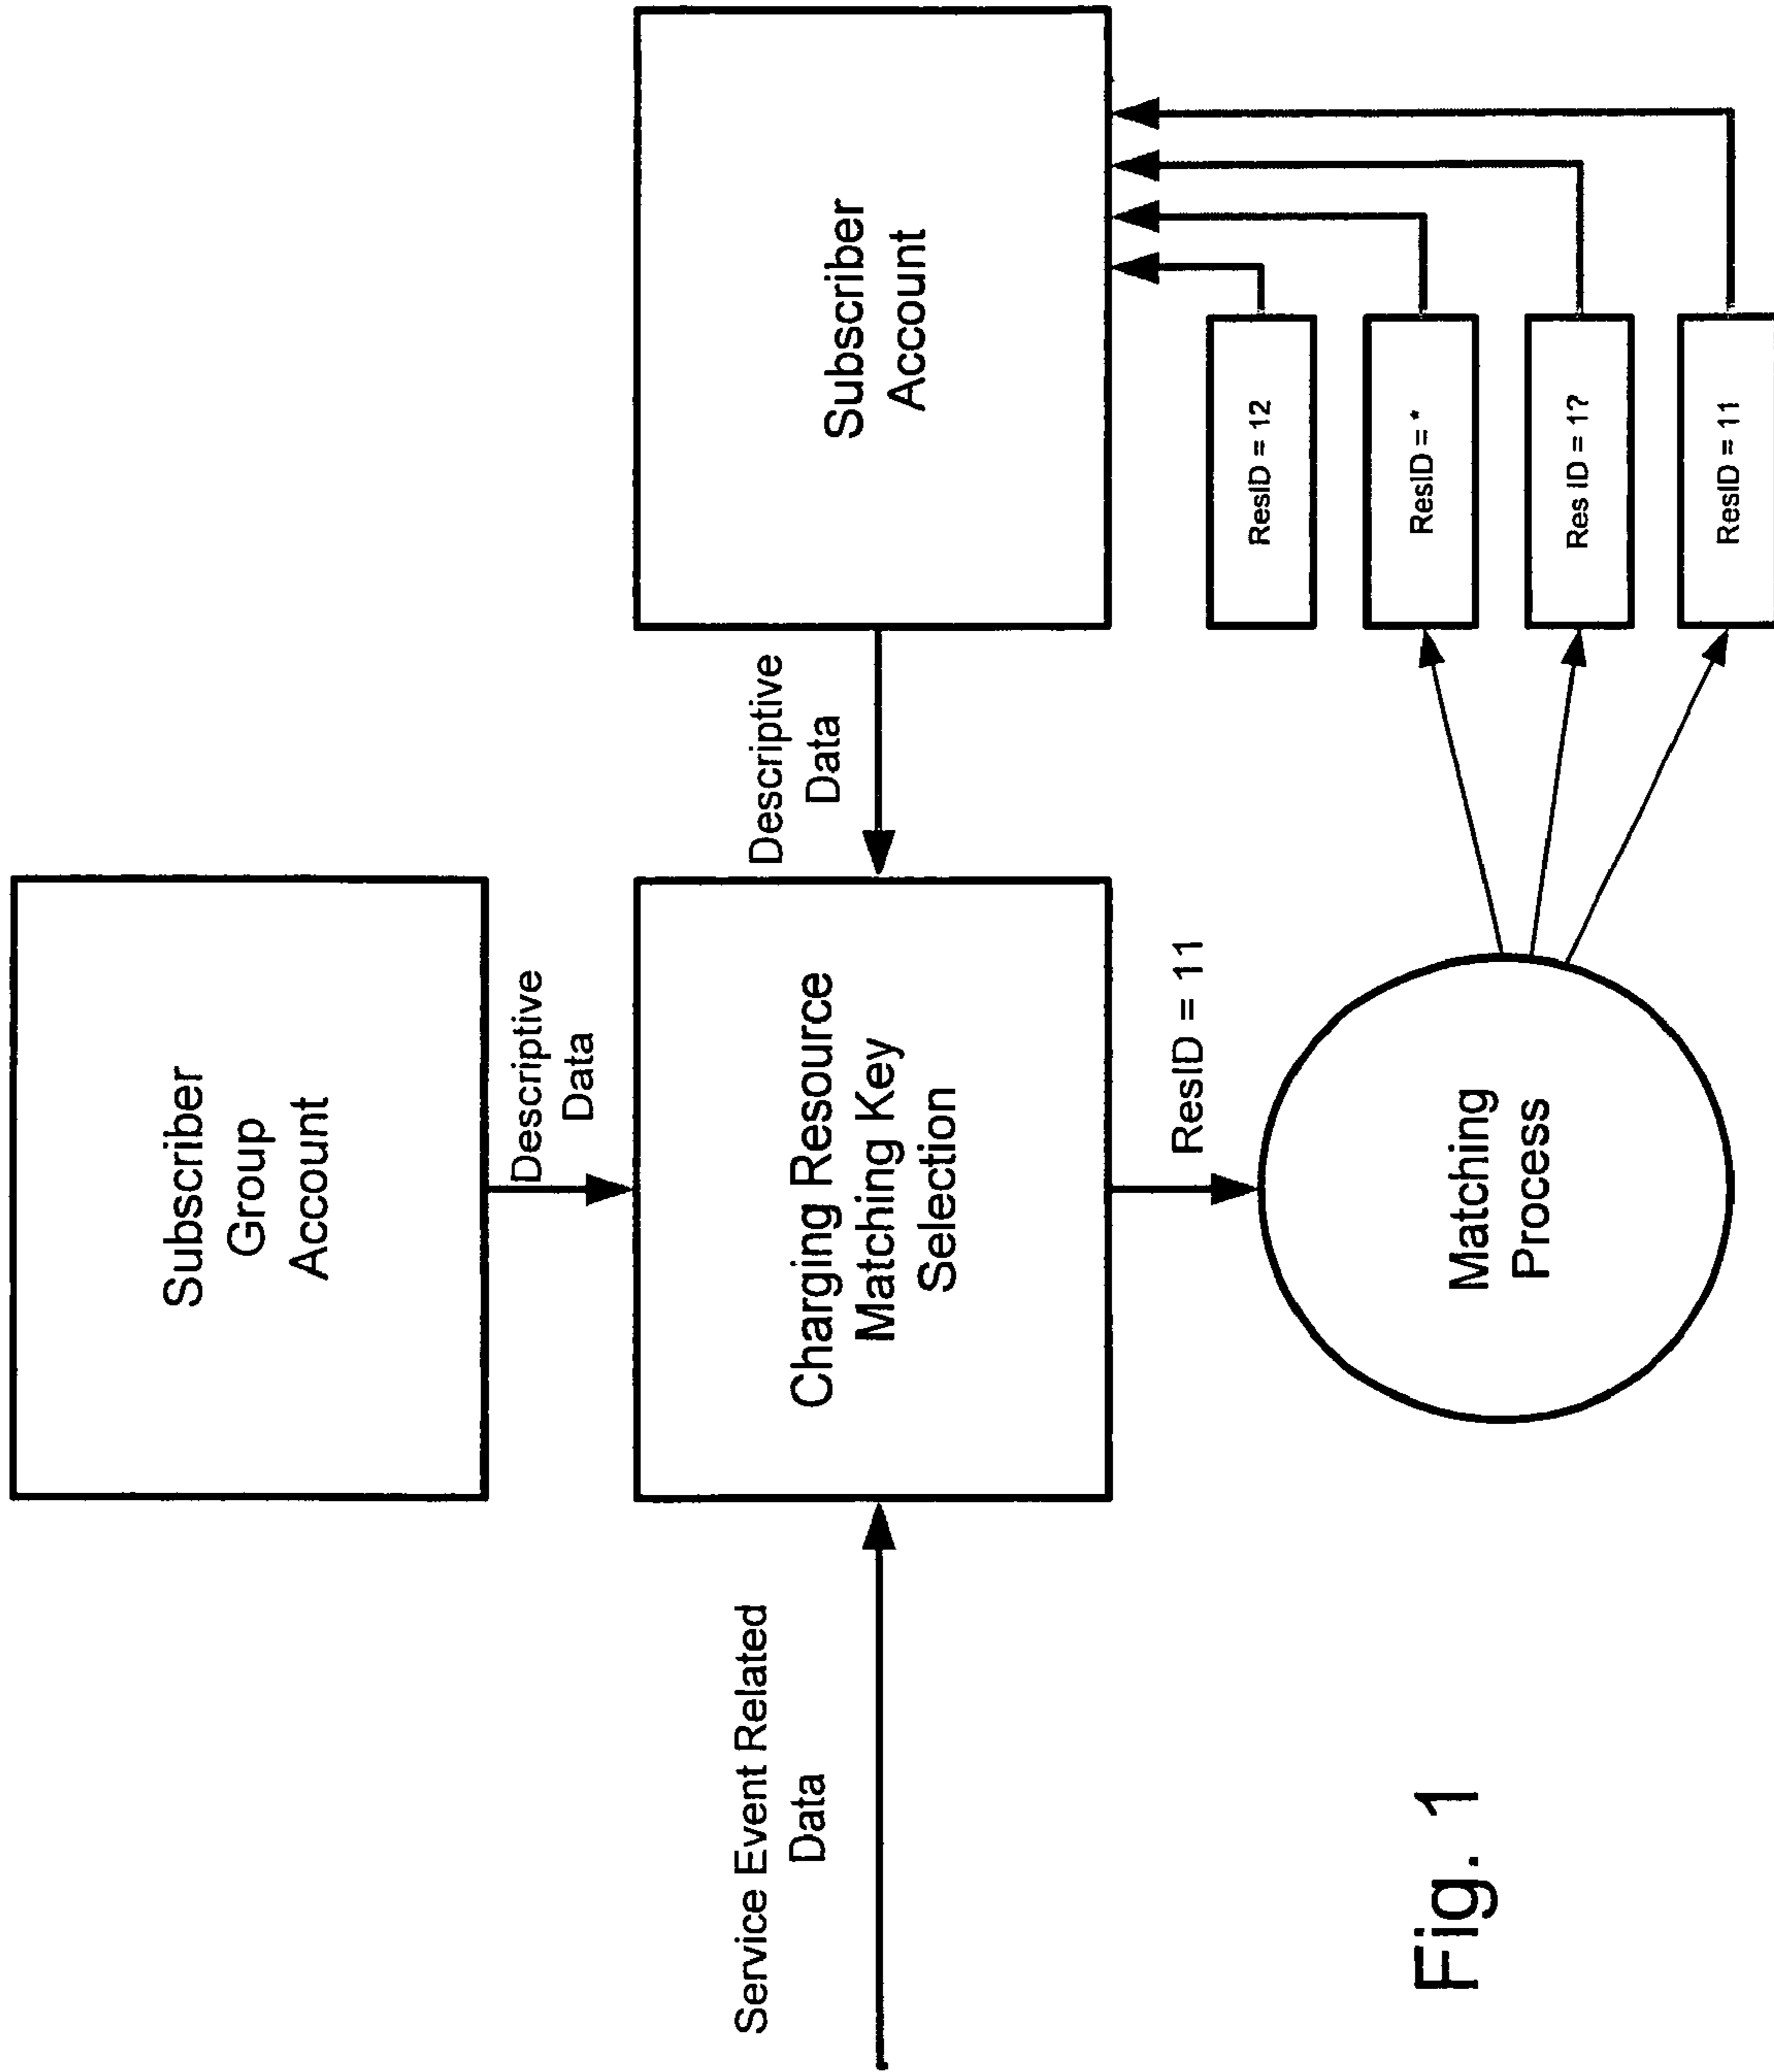 Subscriber
Group
Account
Descriptive
Data
Service Event Related
Data
Charging Resource
Matching Key
Selection
Descriptive
Data
Subscriber
Account
ResID = 11
Matching
Process
ResID = 12
ResID = *
Res ID = 1?
ResID = 11
Fig. 1